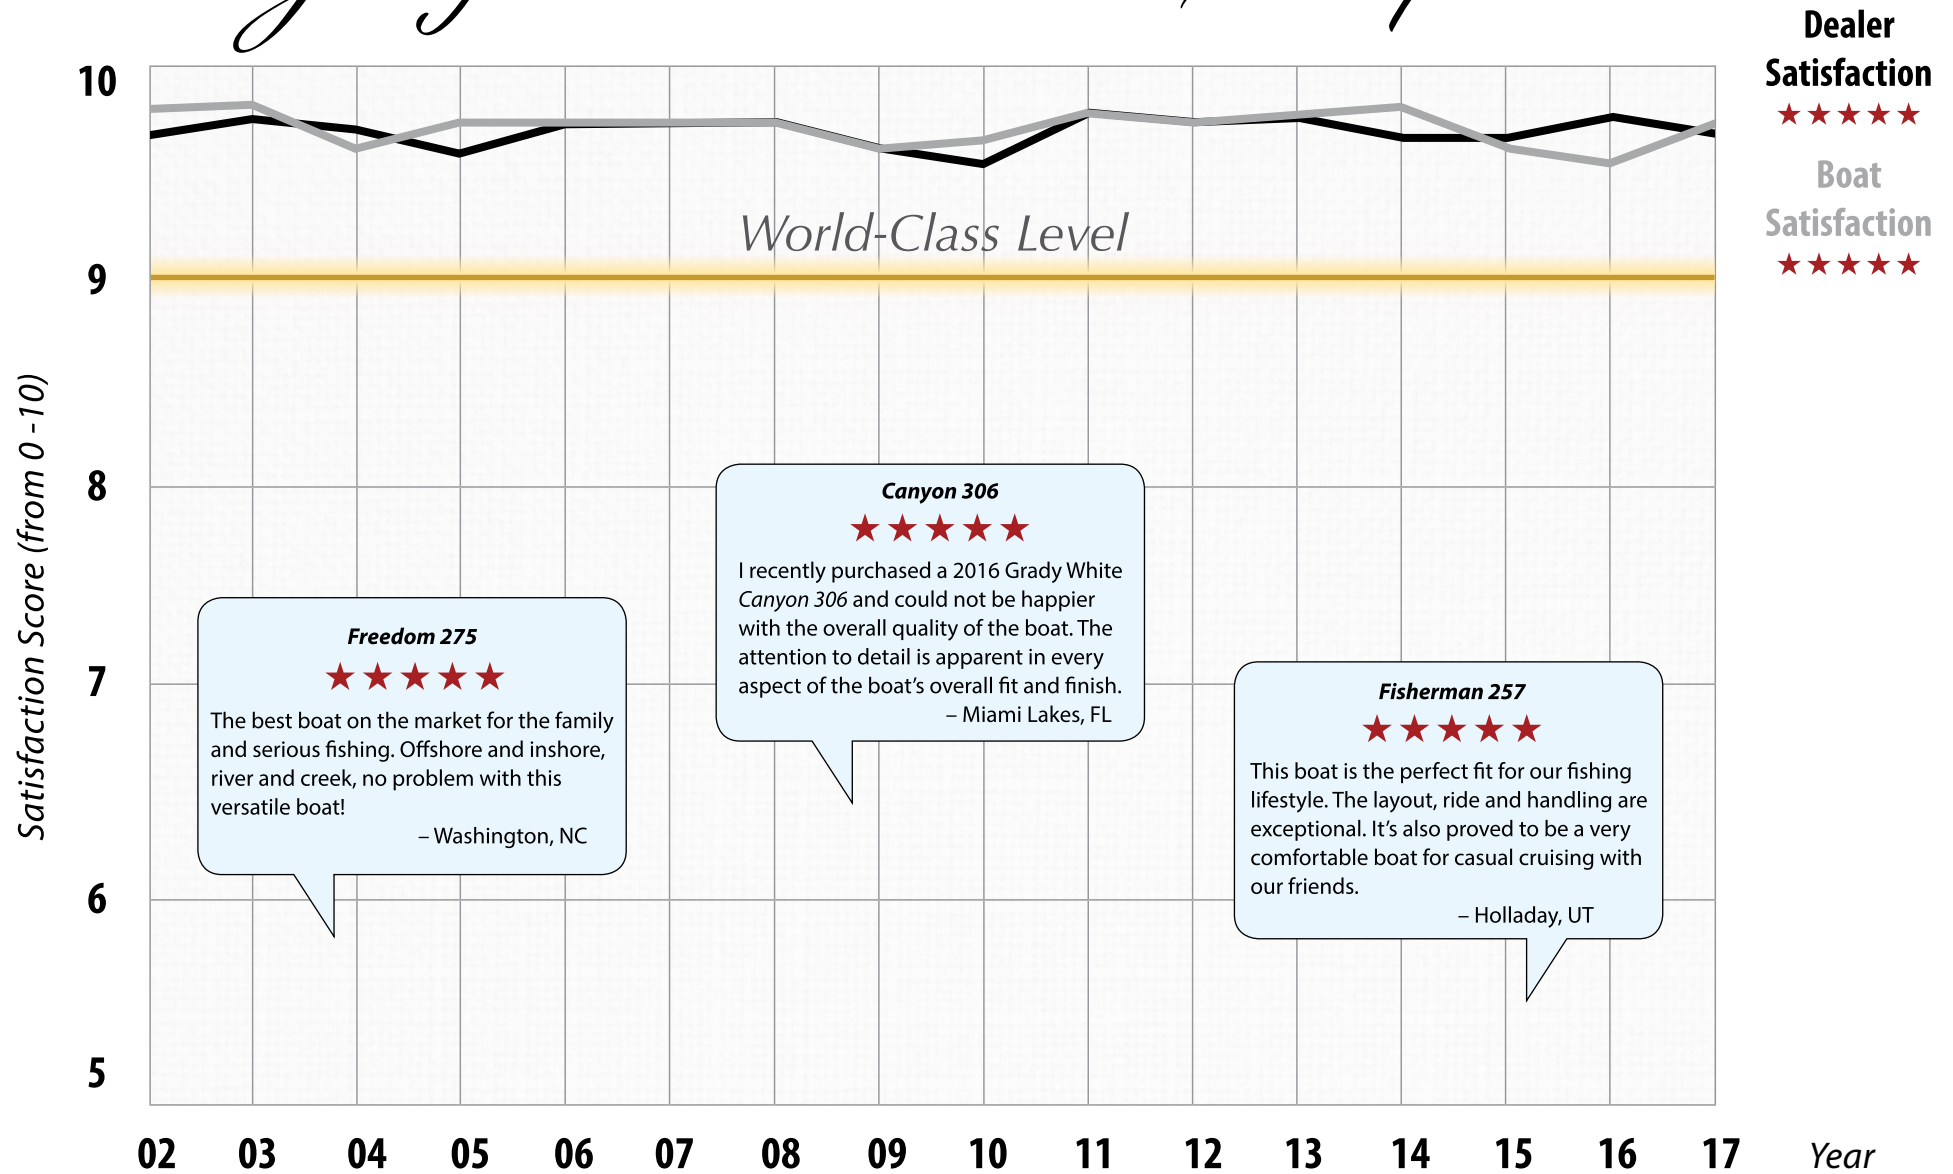 Dealer
Satisfaction
Boat
Satisfaction
10
9
8
7
6
5
Satisfaction Score (from 0 -10)
World-Class Level
Freedom 275
The best boat on the market for the family
and serious fishing. Offshore and inshore,
river and creek, no problem with this
versatile boat!
– Washington, NC
Canyon 306
I recently purchased a 2016 Grady White
Canyon 306 and could not be happier
with the overall quality of the boat. The
attention to detail is apparent in every
aspect of the boat’s overall fit and finish.
– Miami Lakes, FL
Fisherman 257
This boat is the perfect fit for our fishing
lifestyle. The layout, ride and handling are
exceptional. It’s also proved to be a very
comfortable boat for casual cruising with
our friends.
– Holladay, UT
02 03 04 05 06 07 08 09 10 11 12 13 14 15 16 17 Year